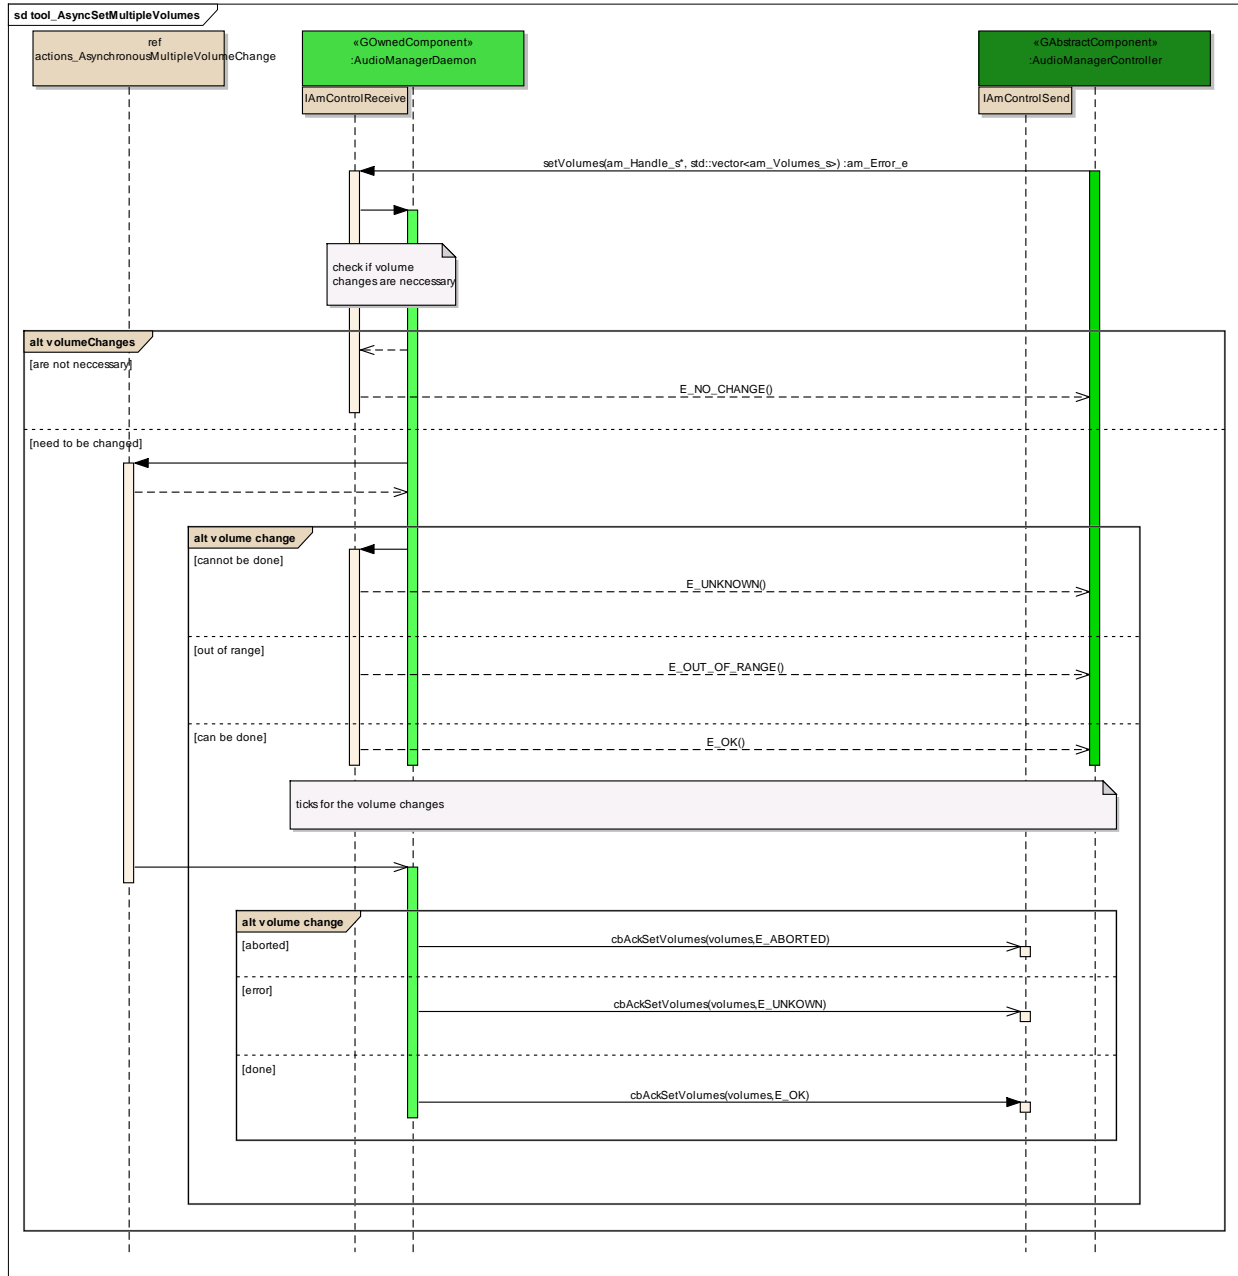 sd tool_AsyncSetMultipleVolumes
ref
actions_AsynchronousMultipleVolumeChange
«GOwnedComponent»
:AudioManagerDaemon
«GAbstractComponent»
:AudioManagerController
IAmControlReceive
IAmControlSend
setVolumes(am_Handle_s*, std::vector<am_Volumes_s>) :am_Error_e
check if volume
changes are neccessary
alt volumeChanges
[are not neccessary]
E_NO_CHANGE()
[need to be changed]
alt volume change
[cannot be done]
E_UNKNOWN()
[out of range]
E_OUT_OF_RANGE()
[can be done]
E_OK()
ticks for the volume changes
alt volume change
[aborted]
cbAckSetVolumes(volumes,E_ABORTED)
[error]
cbAckSetVolumes(volumes,E_UNKOWN)
[done]
cbAckSetVolumes(volumes,E_OK)